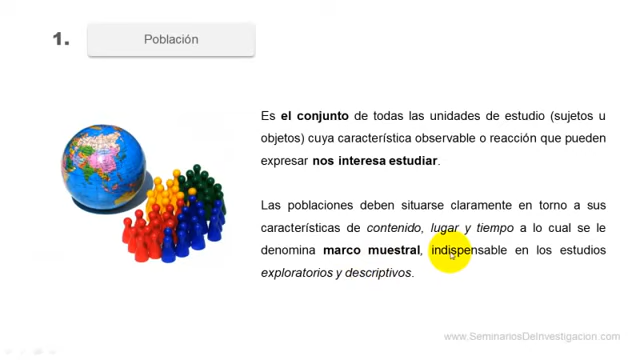 1.
Población
Es el conjunto de todas las unidades de estudio (sujetos u
objetos) cuya característica observable o reacción que pueden
expresar nos interesa estudiar.
Las poblaciones deben situarse claramente en torno a sus
características de contenido, lugar y tiempo a lo cual se le
denomina marco muestral, indispensable en los estudios
exploratorios y descriptivos.
www.SeminariosDeInvestigacion.com